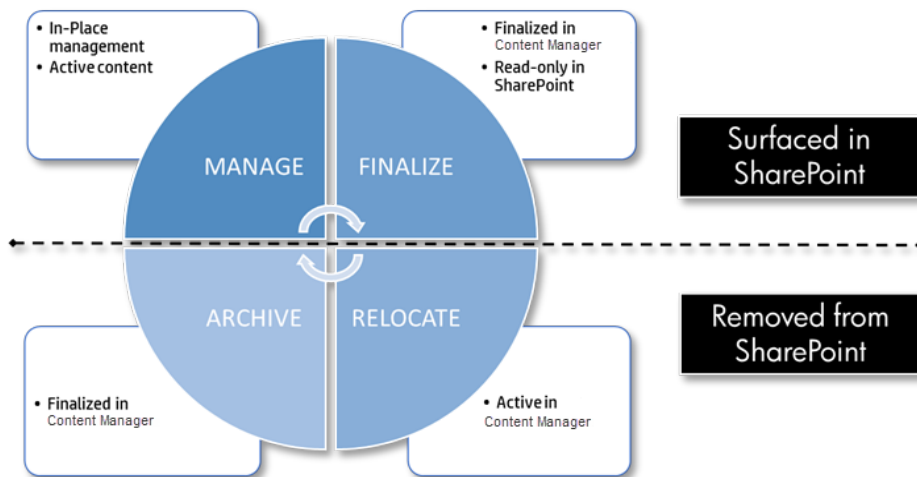 • In-Place
management
• Active content
• Finalized in
Content Manager
• Read-only in
SharePoint
MANAGE
FINALIZE
Surfaced in
SharePoint
ARCHIVE
RELOCATE
Removed from
SharePoint
• Finalized in
Content Manager
• Active in
Content Manager